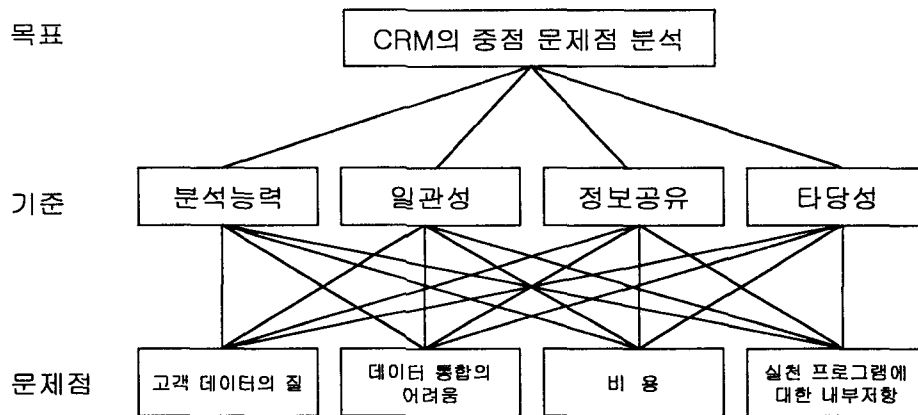 목표
CRM의 중점 문제점 분석
기준
분석능력
일관성
정보공유
타당성
문제점
고객 데이터의 질
데이터 통합의
어려움
비 용
실천 프로그램에
대한 내부저항